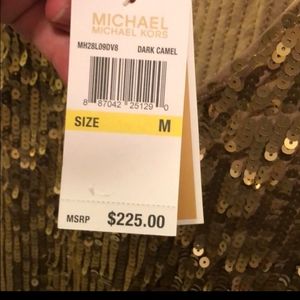 MICHAEL
MICHAEL KORS
MH28L09DV8 DARK CAMEL
8 87042 25129 0
SIZE M
MSRP $225.00